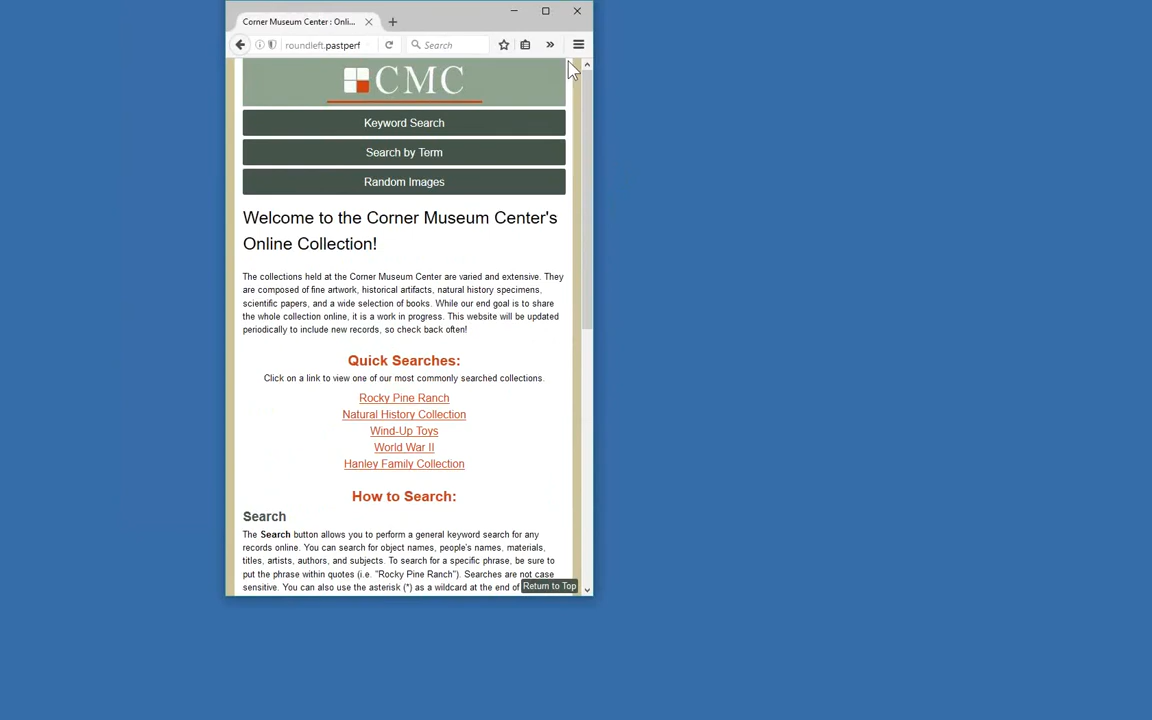 Corner Museum Center : Onli...
roundleft.pastperf
Search
CMC
Keyword Search
Search by Term
Random Images
Welcome to the Corner Museum Center's
Online Collection!
The collections held at the Corner Museum Center are varied and extensive. They
are composed of fine artwork, historical artifacts, natural history specimens,
scientific papers, and a wide selection of books. While our end goal is to share
the whole collection online, it is a work in progress. This website will be updated
periodically to include new records, so check back often!
Quick Searches:
Click on a link to view one of our most commonly searched collections.
Rocky Pine Ranch
Natural History Collection
Wind-Up Toys
World War II
Hanley Family Collection
How to Search:
Search
The Search button allows you to perform a general keyword search for any
records online. You can search for object names, people's names, materials,
titles, artists, authors, and subjects. To search for a specific phrase, be sure to
put the phrase within quotes (i.e. "Rocky Pine Ranch"). Searches are not case
sensitive. You can also use the asterisk (*) as a wildcard at the end of
Return to Top